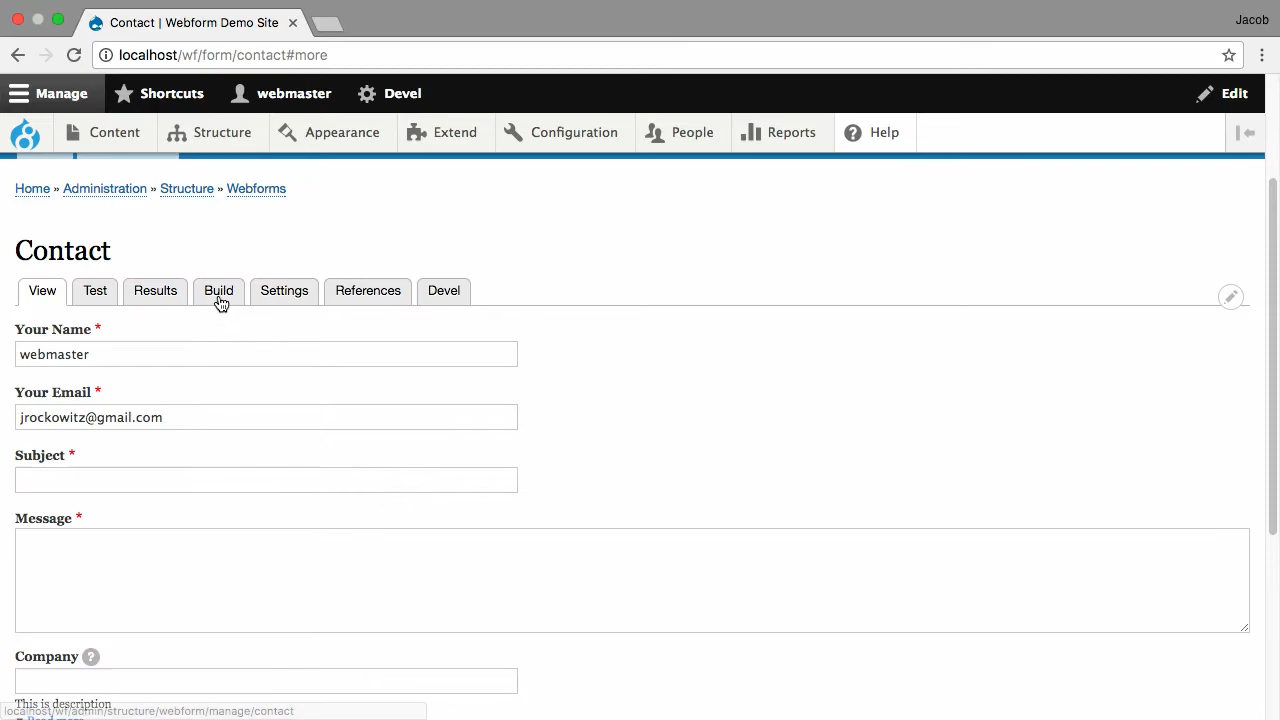 Contact | Webform Demo Site
Jacob
localhost/wf/form/contact#more
Manage Shortcuts webmaster Devel Edit
Content Structure Appearance Extend Configuration People Reports Help
Home » Administration » Structure » Webforms
Contact
View Test Results Build Settings References Devel
Your Name *
webmaster
Your Email *
jrockowitz@gmail.com
Subject *
Message *
Company ?
This is description
localhost/wf/admin/structure/webform/manage/contact